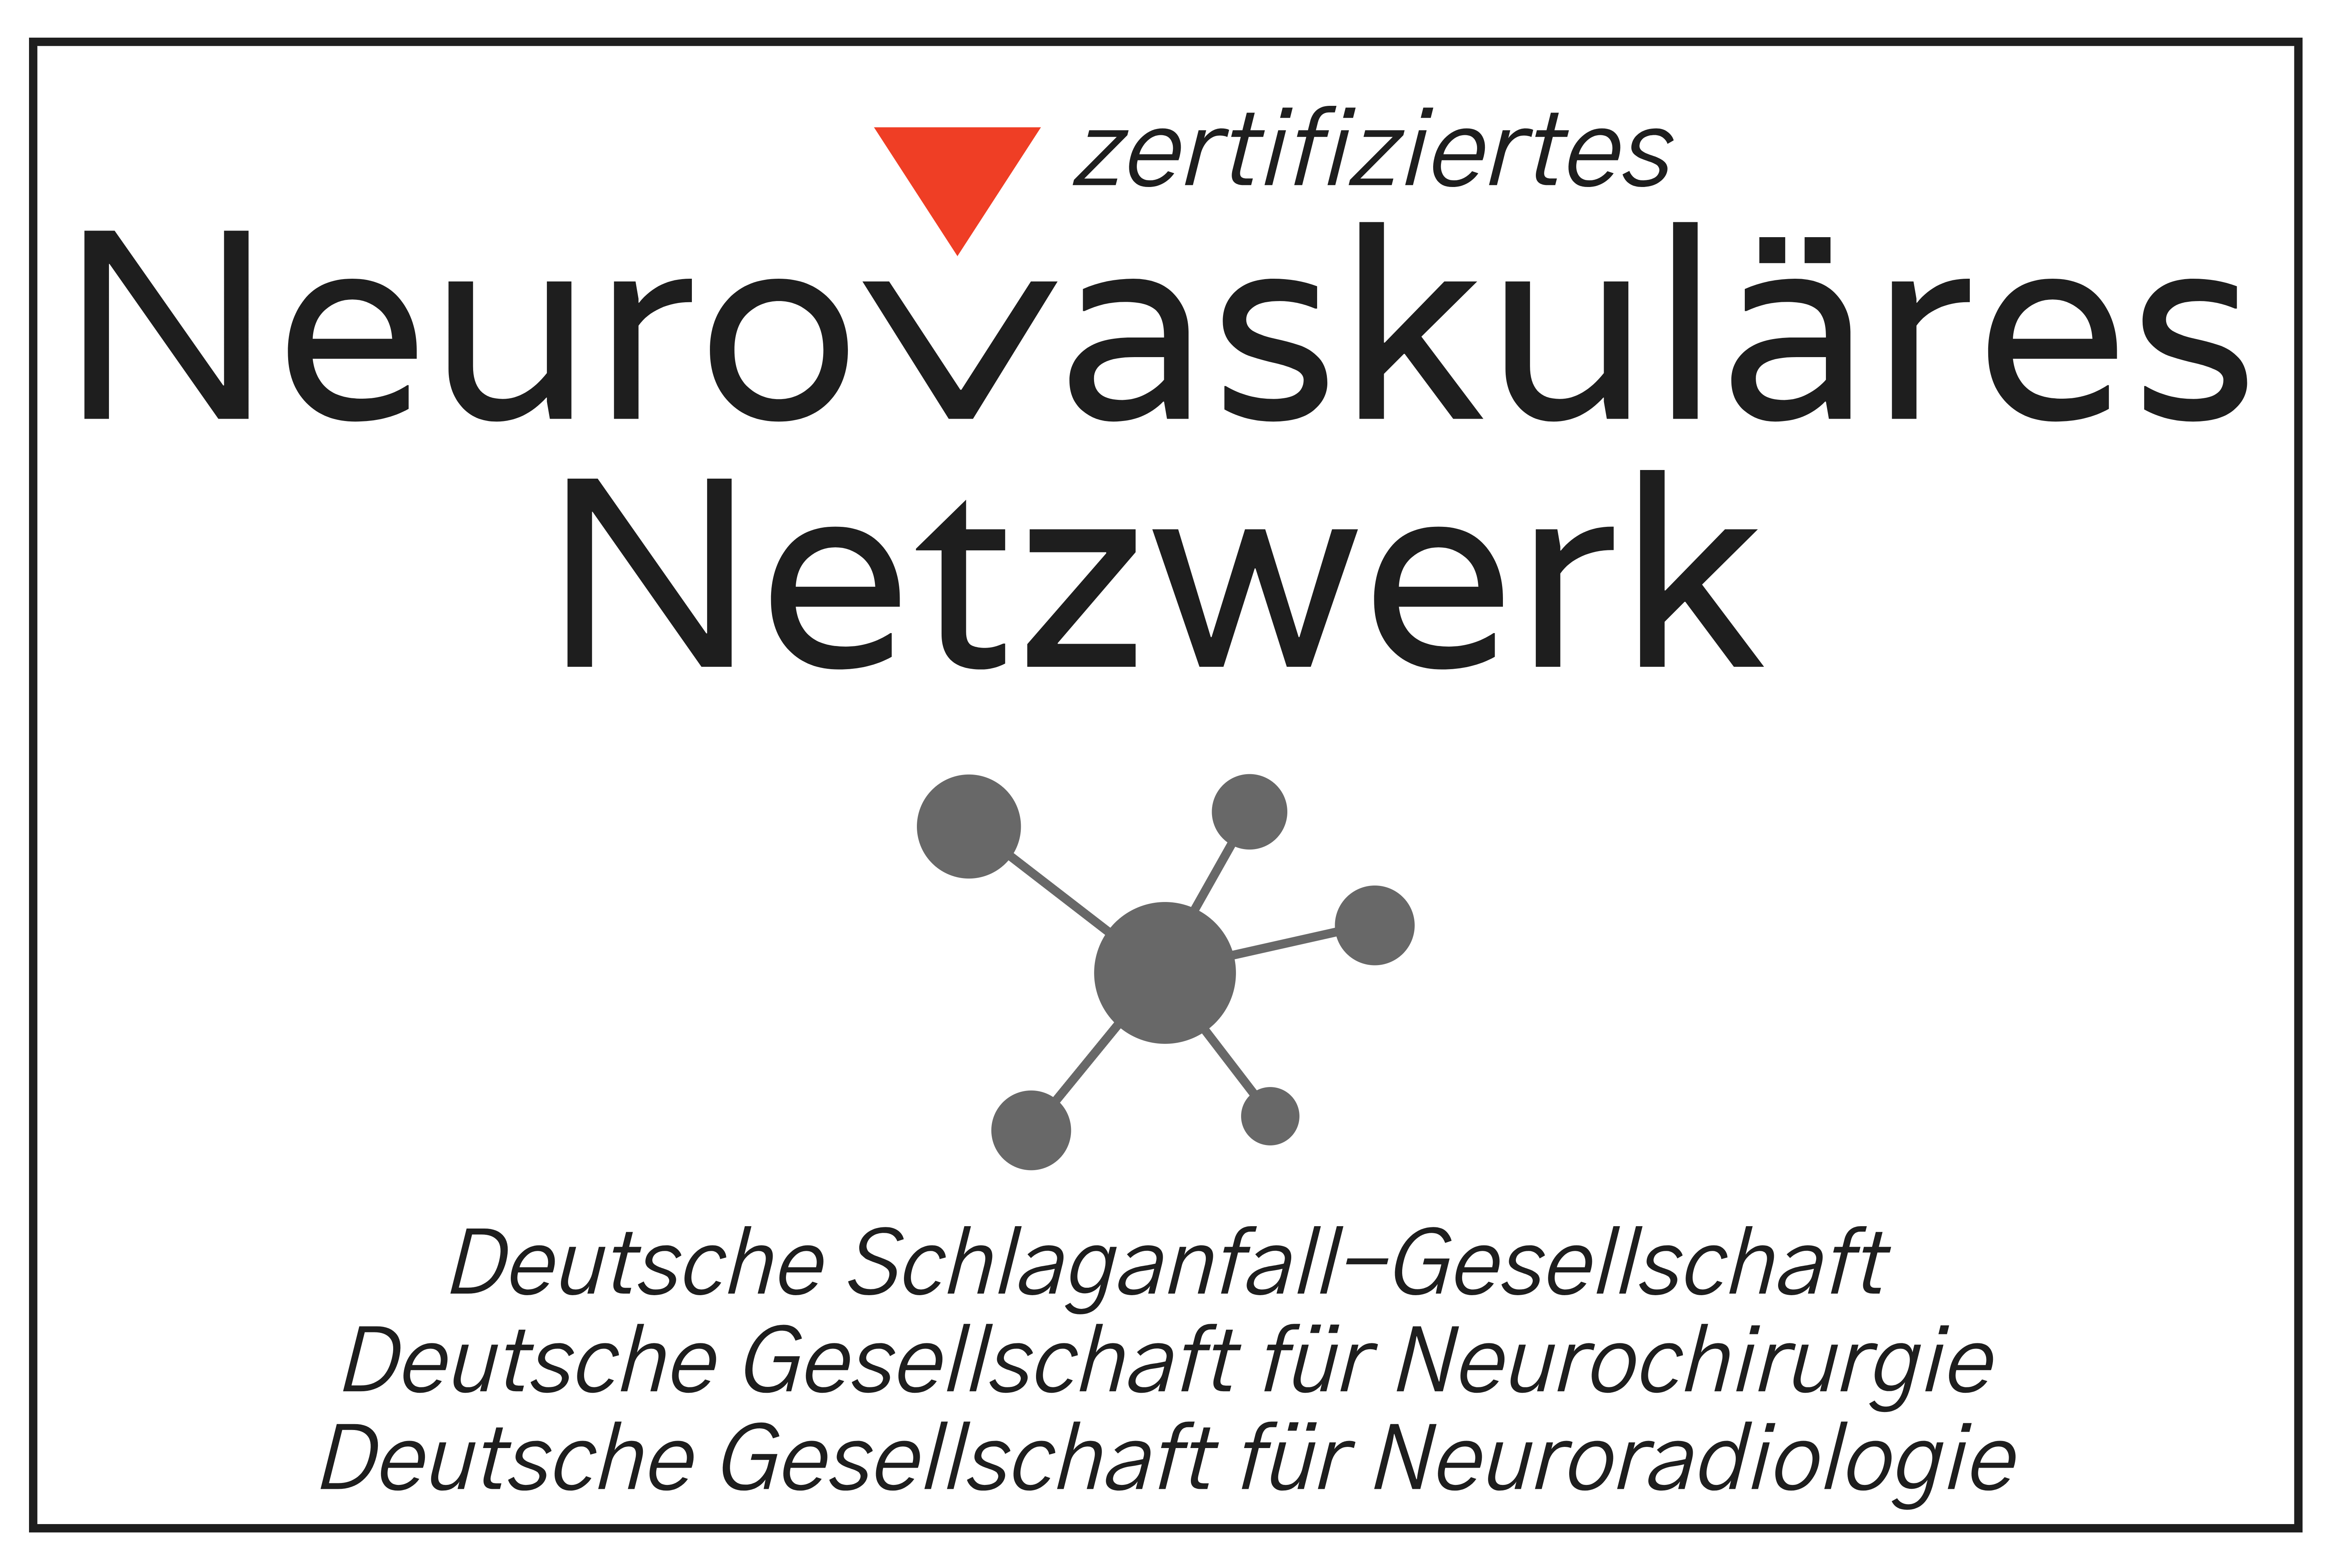 zertifiziertes
Neurovaskuläres
Netzwerk
Deutsche Schlaganfall–Gesellschaft
Deutsche Gesellschaft für Neurochirurgie
Deutsche Gesellschaft für Neuroradiologie